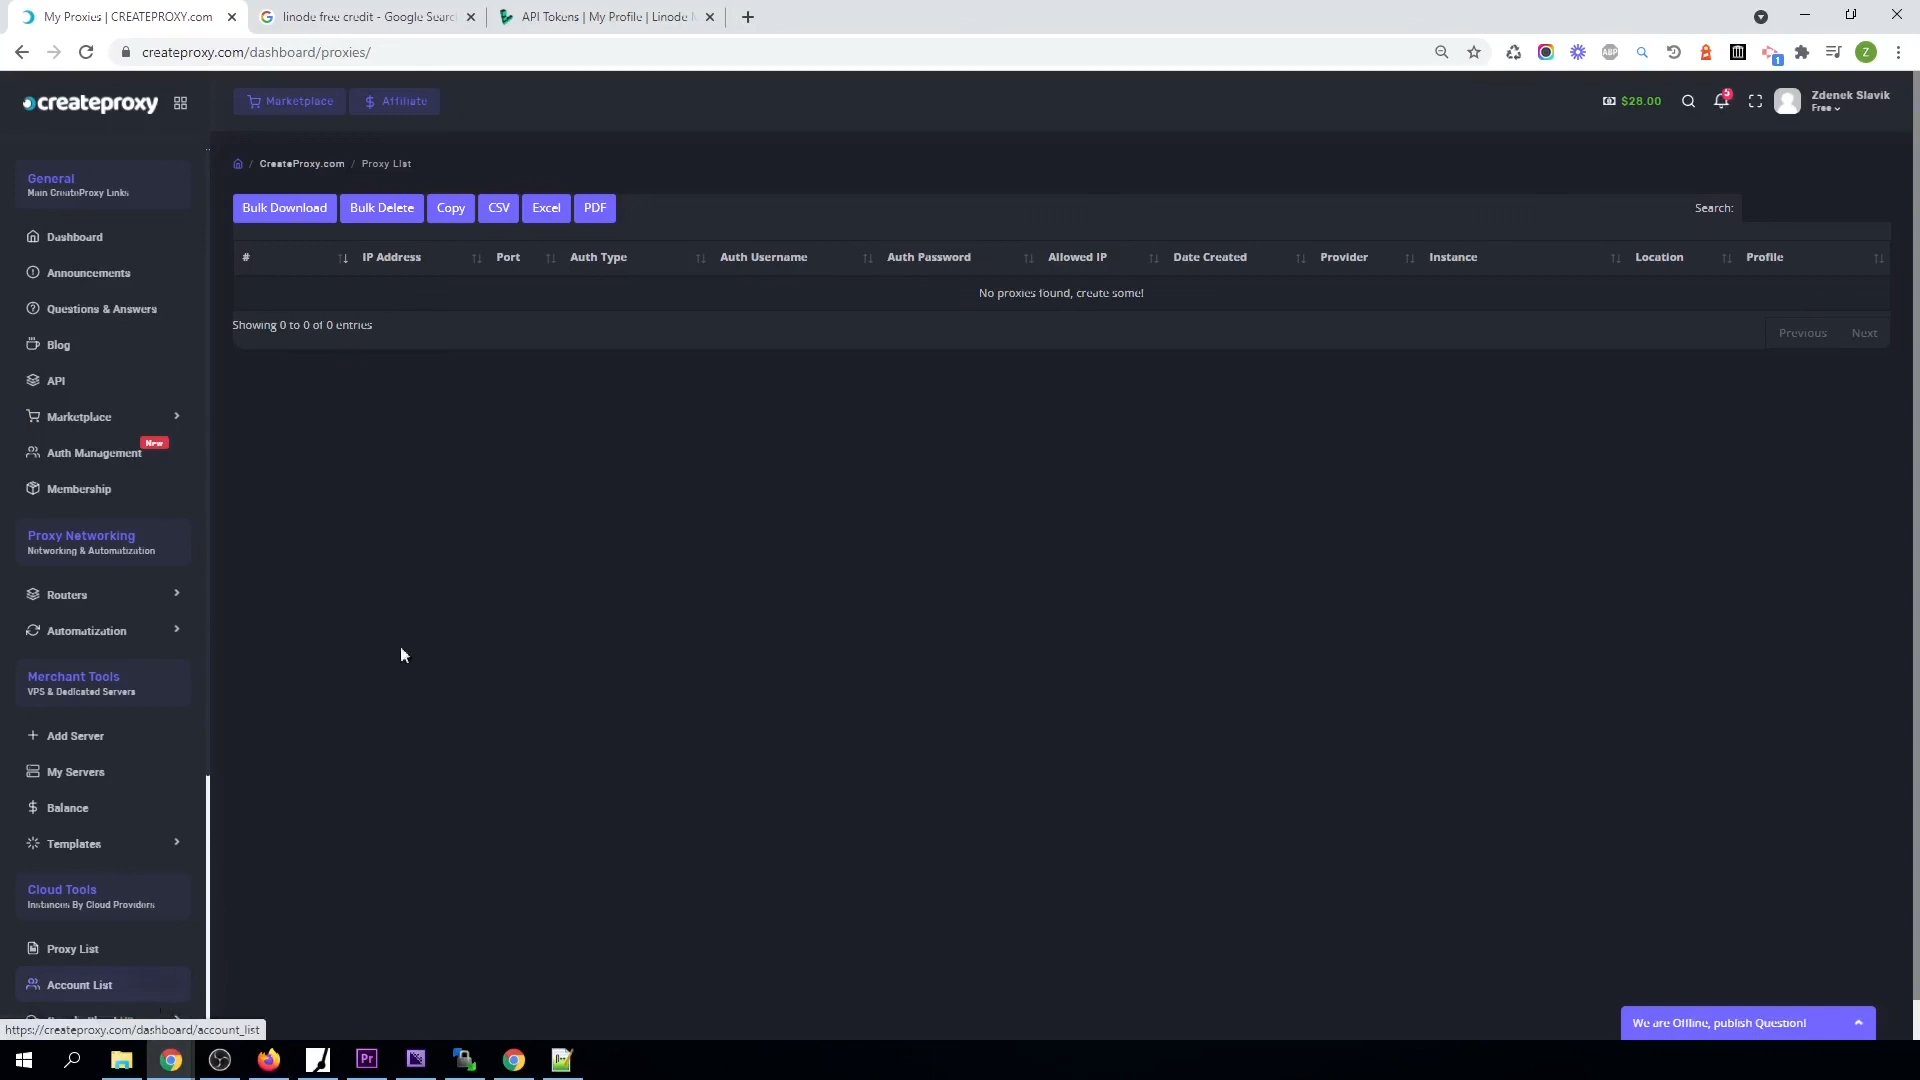 My Proxies | CREATEPROXY.com
linode free credit - Google Searc
API Tokens | My Profile | Linode
createproxy.com/dashboard/proxies/
ABP
1
Z
createproxy
Marketplace
Affiliate
$28.00
5
Zdenek Slavik
Free
General
Main CreateProxy Links
Dashboard
Announcements
Questions & Answers
Blog
API
Marketplace
New
Auth Management
Membership
Proxy Networking
Networking & Automatization
Routers
Automatization
Merchant Tools
VPS & Dedicated Servers
Add Server
My Servers
Balance
Templates
Cloud Tools
Instances By Cloud Providers
Proxy List
Account List
/ CreateProxy.com / Proxy List
Bulk Download
Bulk Delete
Copy
CSV
Excel
PDF
Search:
# IP Address Port Auth Type Auth Username Auth Password Allowed IP Date Created Provider Instance Location Profile
No proxies found, create some!
Showing 0 to 0 of 0 entries
Previous
Next
https://createproxy.com/dashboard/account_list
We are Offline, publish Question!
Pr